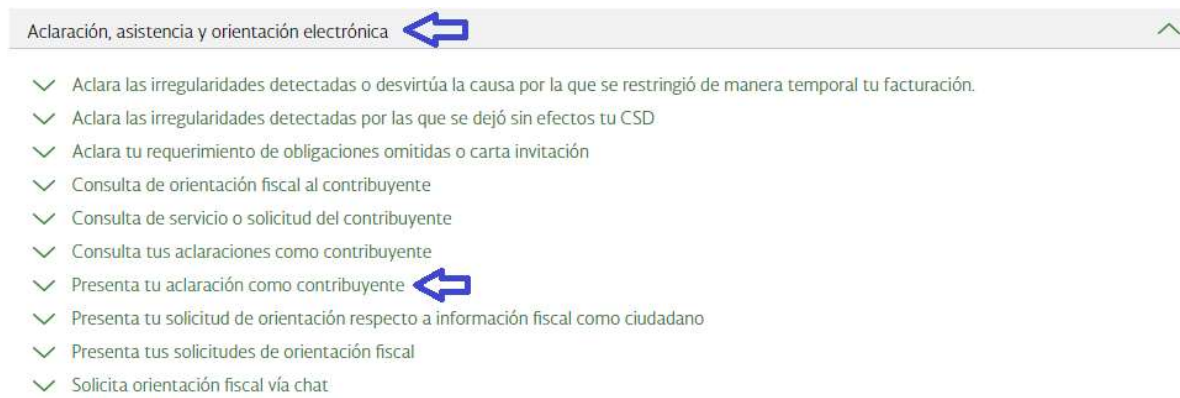 Aclaración, asistencia y orientación electrónica
Aclara las irregularidades detectadas o desvirtúa la causa por la que se restringió de manera temporal tu facturación.
Aclara las irregularidades detectadas por las que se dejó sin efectos tu CSD
Aclara tu requerimiento de obligaciones omitidas o carta invitación
Consulta de orientación fiscal al contribuyente
Consulta de servicio o solicitud del contribuyente
Consulta tus aclaraciones como contribuyente
Presenta tu aclaración como contribuyente
Presenta tu solicitud de orientación respecto a información fiscal como ciudadano
Presenta tus solicitudes de orientación fiscal
Solicita orientación fiscal vía chat